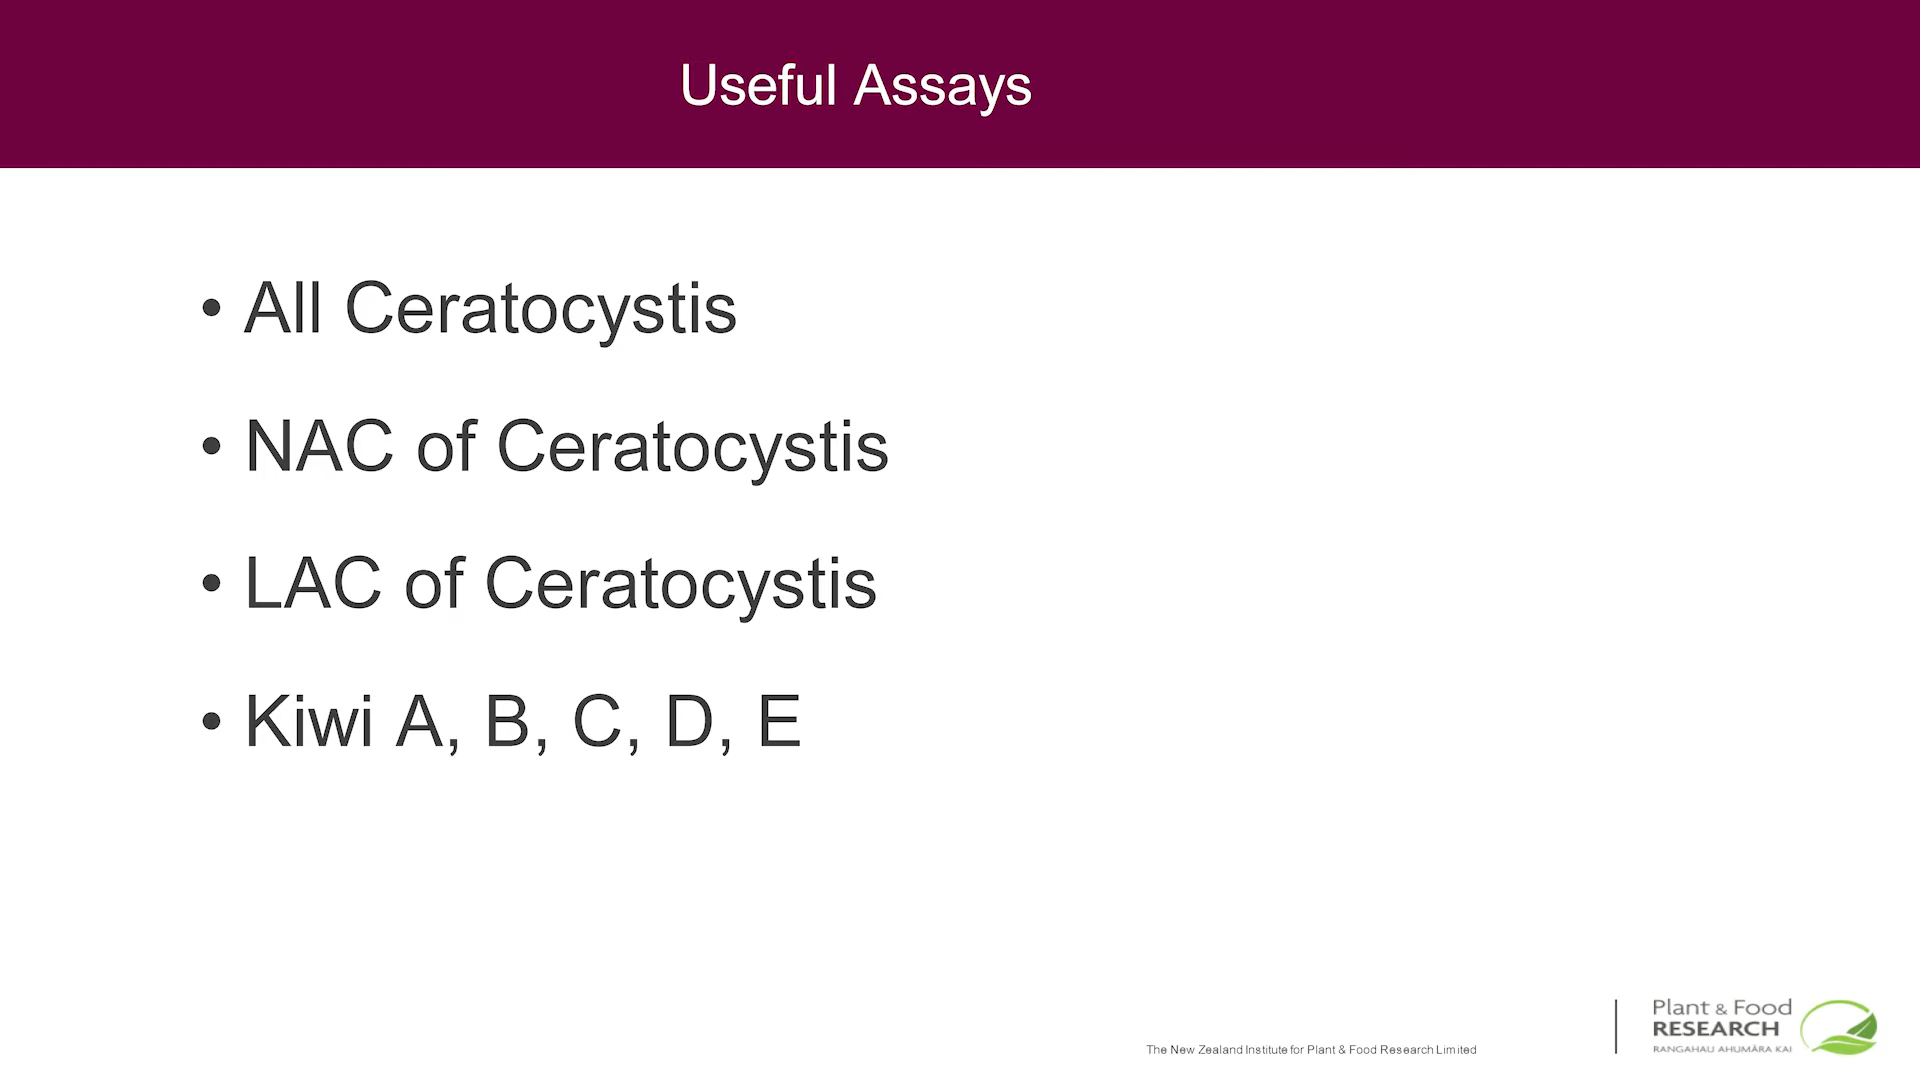 Useful Assays
• All Ceratocystis
• NAC of Ceratocystis
• LAC of Ceratocystis
• Kiwi A, B, C, D, E
The New Zealand Institute for Plant & Food Research Limited
Plant & Food
RESEARCH
RANGAHAU AHUMĀRA KAI